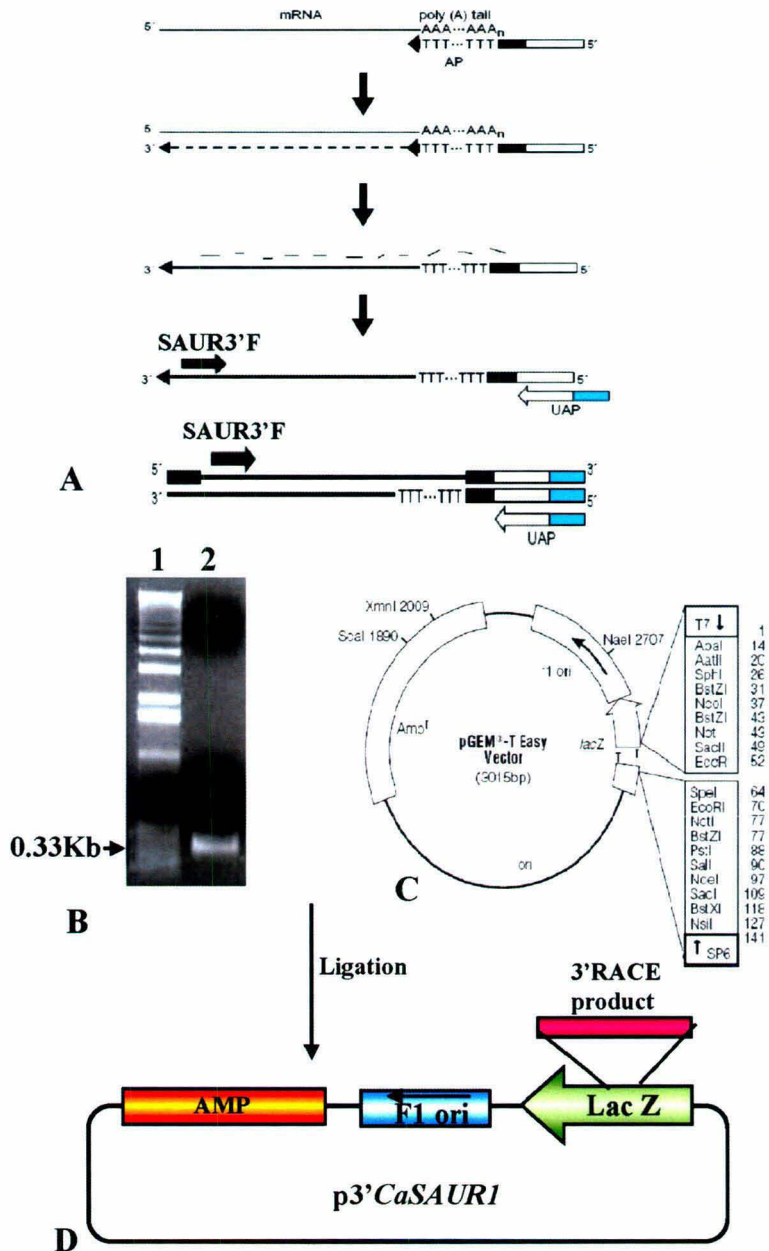 mRNA poly (A) tail
5´ AAA···AAAn
TTT···TTT 5´
AP
5 AAA···AAAn
3´ TTT···TTT 5´
3 TTT···TTT 5´
SAUR3'F
3´ TTT···TTT 5´
UAP
SAUR3'F
A
5´ 3´
3´ TTT···TTT 5´
UAP
1 2
0.33Kb
B
XmnI 2009
ScaI 1890
NaeI 2707
f1 ori
Ampr
pGEM®-T Easy
Vector
(3015bp)
lacZ
T T
ori
C
T7 ↓ 1
ApaI 14
AatII 20
SphI 26
BstZI 31
NcoI 37
BstZI 43
Not 43
SacII 49
EcoR 52
SpeI 64
EcoRI 70
NotI 77
BstZI 77
PstI 88
SalI 90
NdeI 97
SacI 109
BstXI 118
NsiI 127
141
↑ SP6
Ligation
3'RACE
product
AMP
F1 ori
Lac Z
p3'CaSAUR1
D